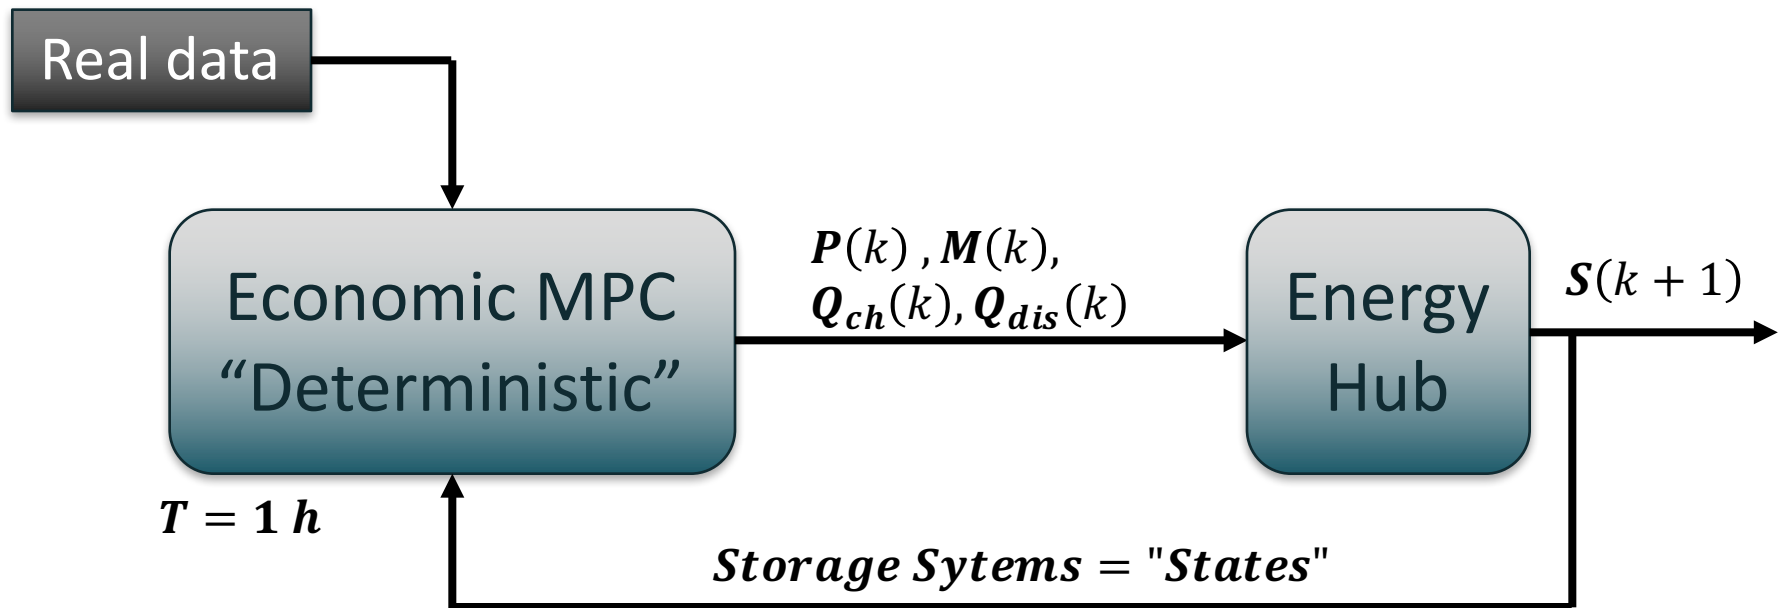 Real data
Economic MPC
“Deterministic”
P(k) , M(k),
Q_ch(k), Q_dis(k)
Energy
Hub
S(k + 1)
T = 1 h
Storage Sytems = "States"